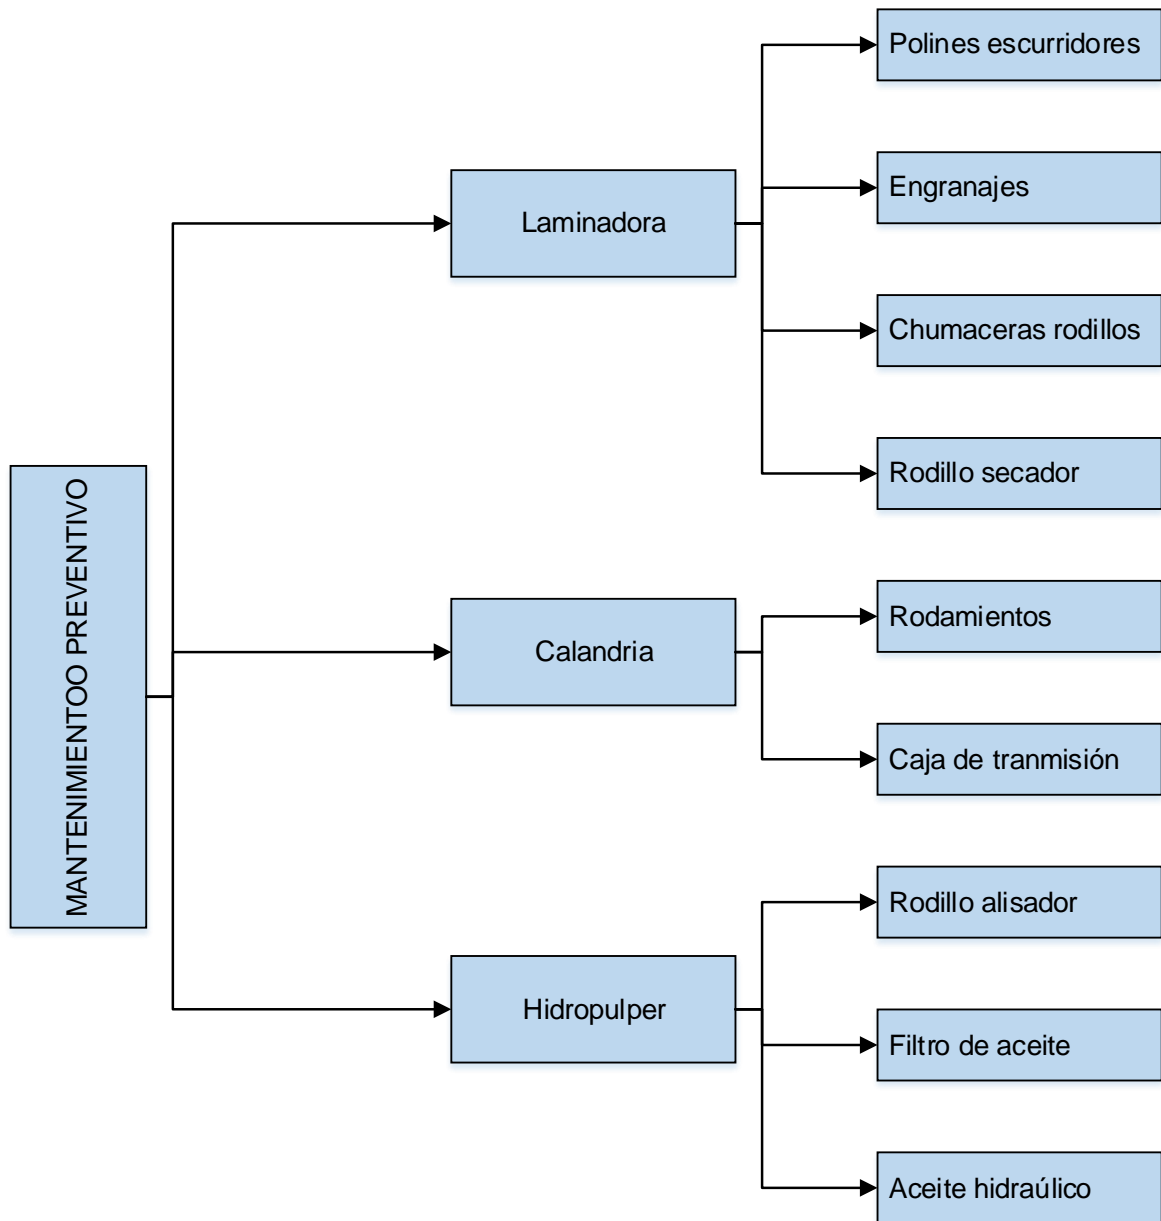 MANTENIMIENTOO PREVENTIVO
Laminadora
Polines escurridores
Engranajes
Chumaceras rodillos
Rodillo secador
Calandria
Rodamientos
Caja de tranmisión
Hidropulper
Rodillo alisador
Filtro de aceite
Aceite hidraúlico